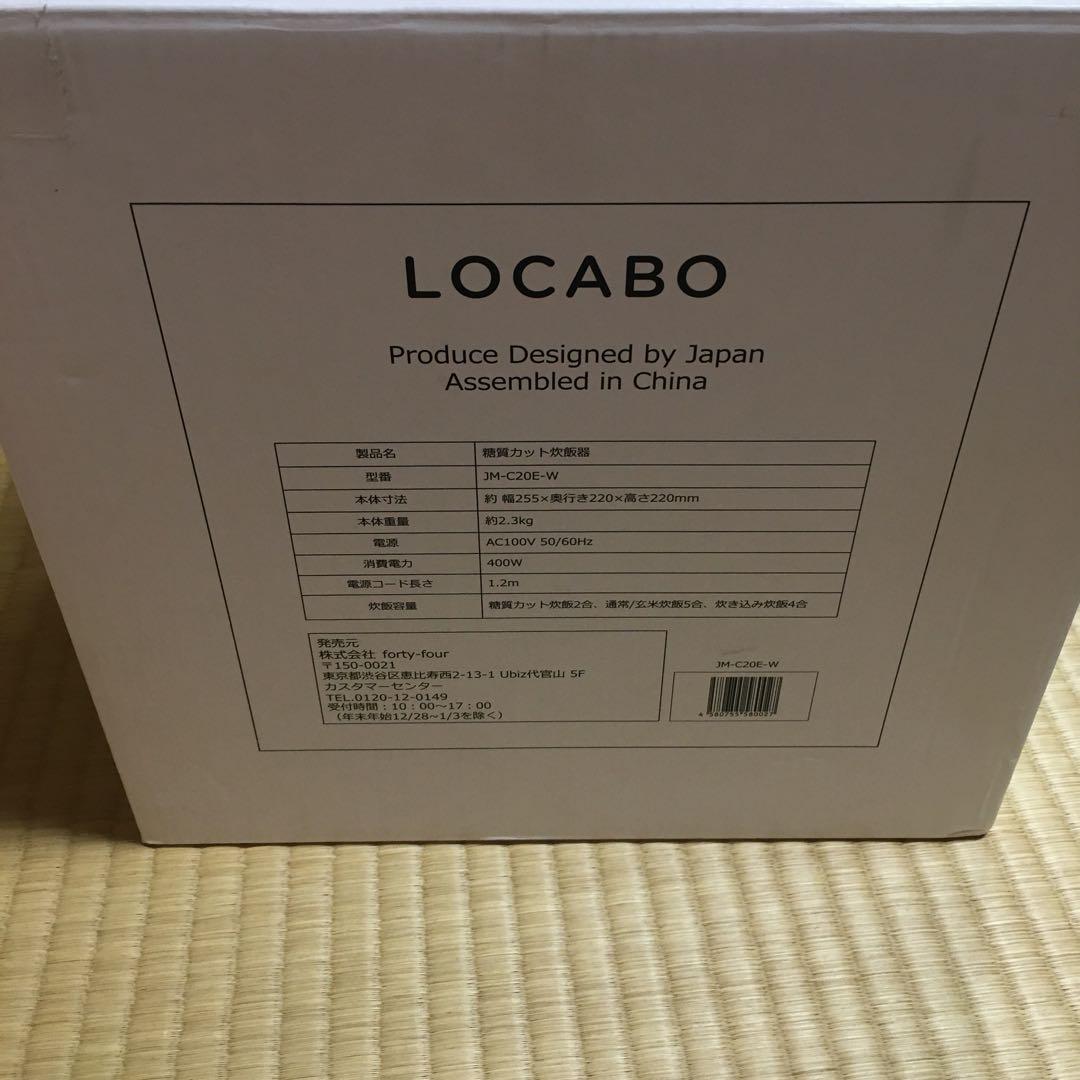 LOCABO
Produce Designed by Japan
Assembled in China
製品名 糖質カット炊飯器
型番 JM-C20E-W
本体寸法 約 幅255×奥行き220×高さ220mm
本体重量 約2.3kg
電源 AC100V 50/60Hz
消費電力 400W
電源コード長さ 1.2m
炊飯容量 糖質カット炊飯2合、通常/玄米炊飯5合、炊き込み炊飯4合
発売元
株式会社 forty-four
〒150-0021
東京都渋谷区恵比寿西2-13-1 Ubiz代官山 5F
カスタマーセンター
TEL.0120-12-0149
受付時間：10：00～17：00
（年末年始12/28~1/3を除く）
JM-C20E-W
4 580755 580027